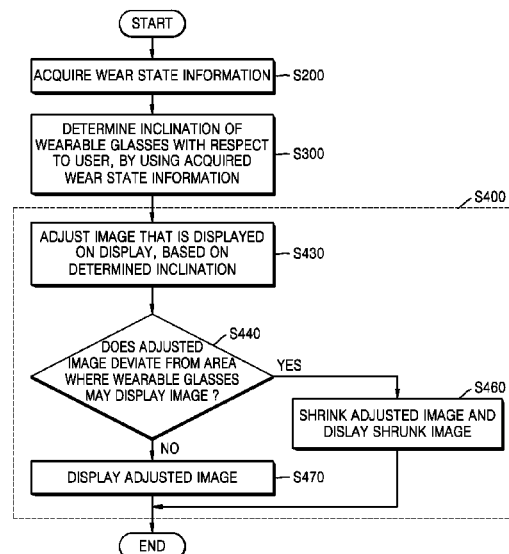 START
ACQUIRE WEAR STATE INFORMATION
S200
DETERMINE INCLINATION OF
WEARABLE GLASSES WITH RESPECT
TO USER, BY USING ACQUIRED
WEAR STATE INFORMATION
S300
S400
ADJUST IMAGE THAT IS DISPLAYED
ON DISPLAY, BASED ON
DETERMINED INCLINATION
S430
S440
DOES ADJUSTED
IMAGE DEVIATE FROM AREA
WHERE WEARABLE GLASSES
MAY DISPLAY IMAGE ?
YES
S460
SHRINK ADJUSTED IMAGE AND
DISLAY SHRUNK IMAGE
NO
DISPLAY ADJUSTED IMAGE
S470
END